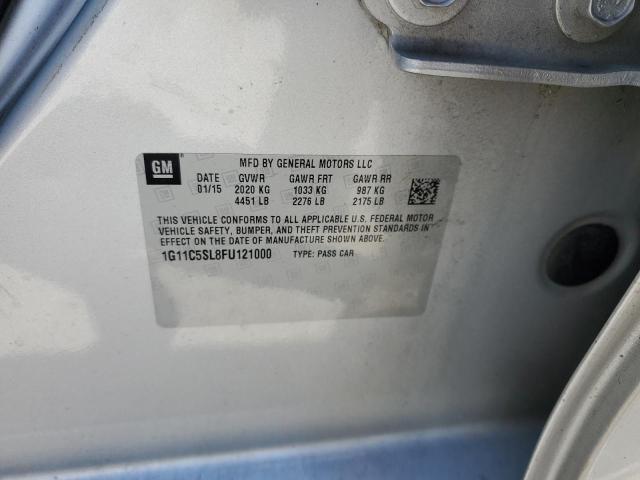 GM
MFD BY GENERAL MOTORS LLC
DATE GVWR GAWR FRT GAWR RR
01/15 2020 KG 1033 KG 987 KG
4451 LB 2276 LB 2175 LB
THIS VEHICLE CONFORMS TO ALL APPLICABLE U.S. FEDERAL MOTOR
VEHICLE SAFETY, BUMPER, AND THEFT PREVENTION STANDARDS
IN EFFECT ON THE DATE OF MANUFACTURE SHOWN ABOVE.
1G11C5SL8FU121000 TYPE: PASS CAR